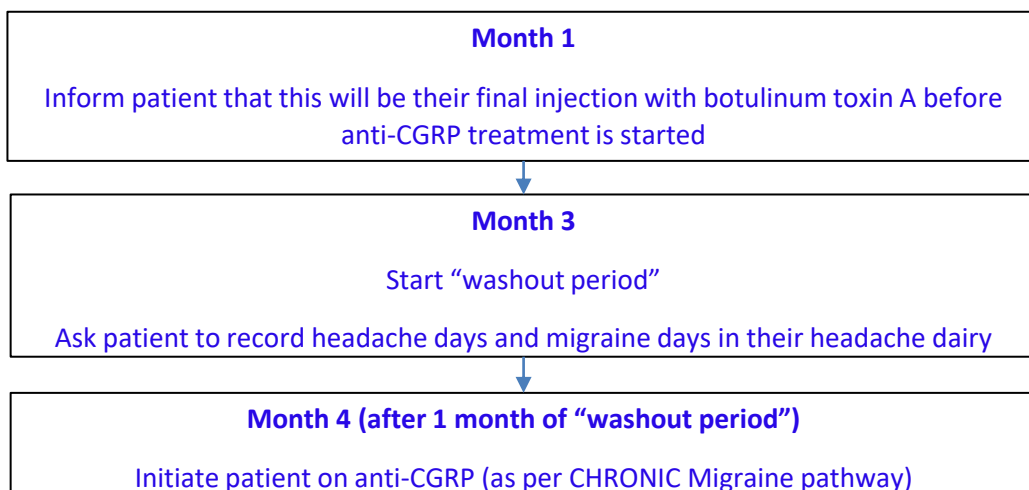 Month 1
Inform patient that this will be their final injection with botulinum toxin A before
anti-CGRP treatment is started
Month 3
Start “washout period”
Ask patient to record headache days and migraine days in their headache dairy
Month 4 (after 1 month of “washout period”)
Initiate patient on anti-CGRP (as per CHRONIC Migraine pathway)